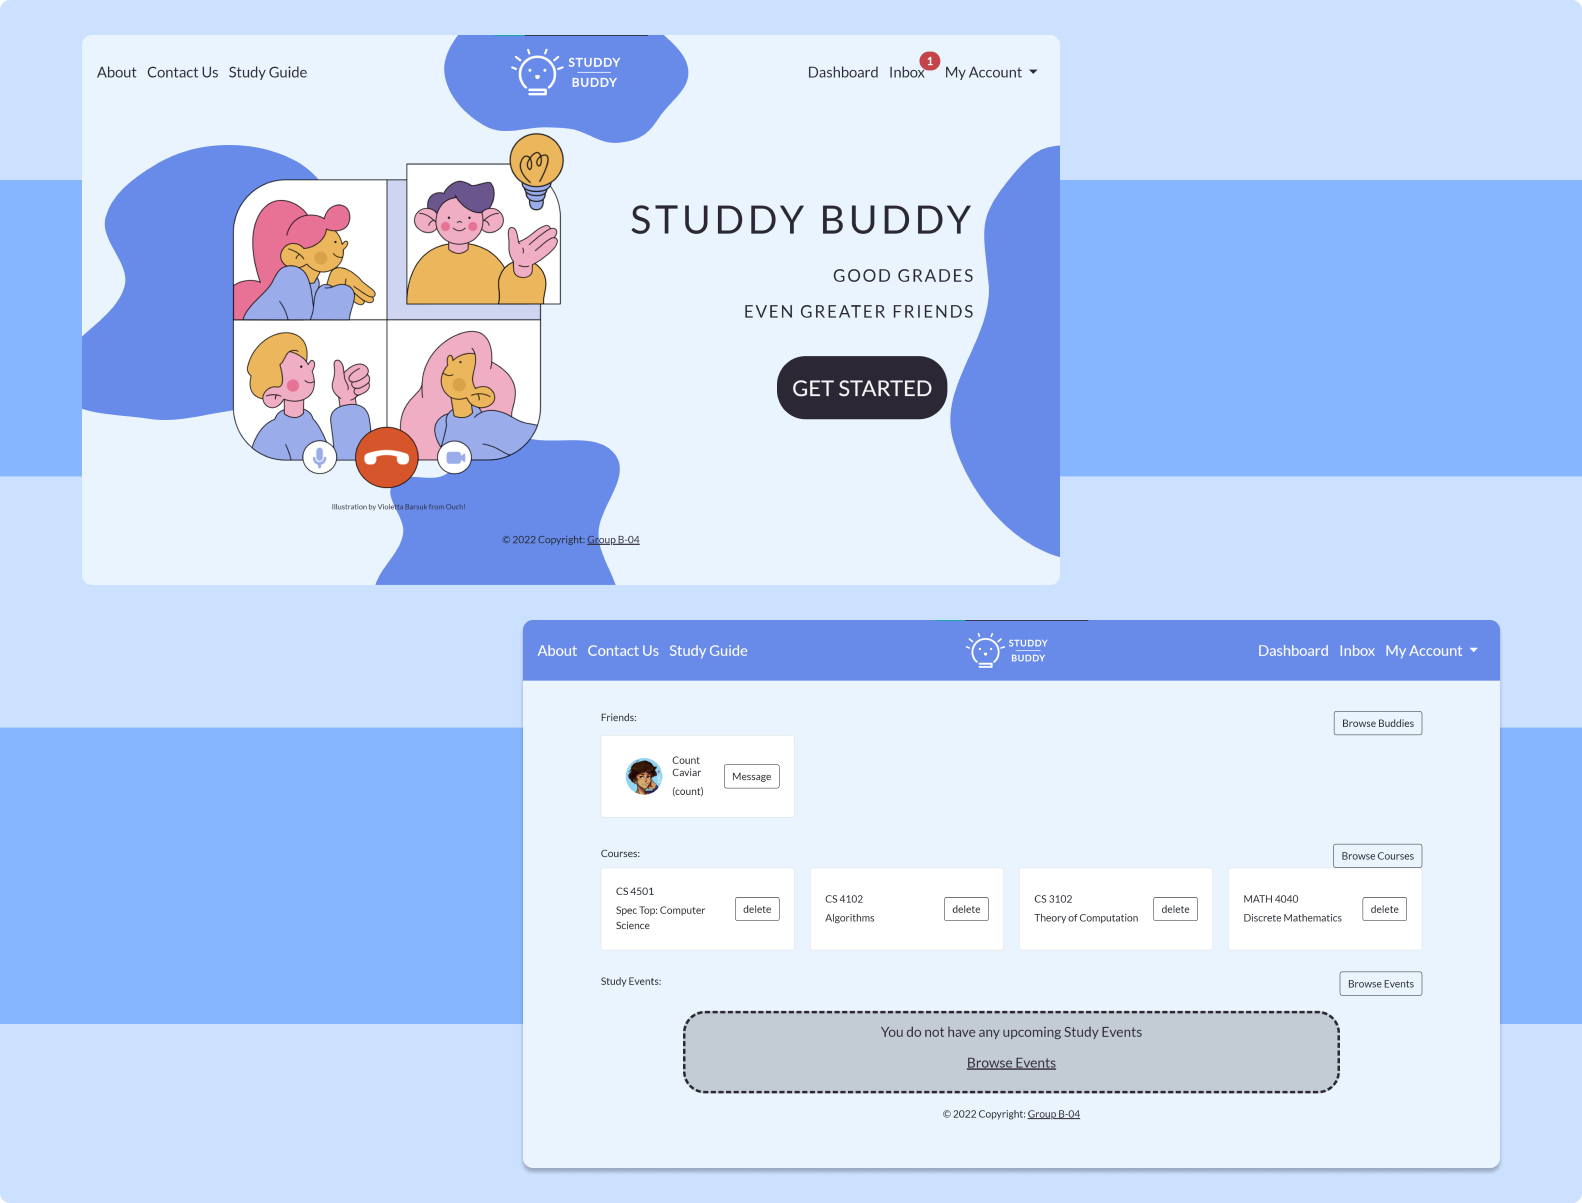 About Contact Us Study Guide
STUDDY
BUDDY
Dashboard Inbox 1 My Account
STUDDY BUDDY
GOOD GRADES
EVEN GREATER FRIENDS
GET STARTED
Illustration by Violetta Barsuk from Ouch!
© 2022 Copyright: Group B-04
About Contact Us Study Guide
STUDDY
BUDDY
Dashboard Inbox My Account
Friends:
Browse Buddies
Count
Caviar
(count)
Message
Courses:
Browse Courses
CS 4501
Spec Top: Computer
Science
delete
CS 4102
Algorithms
delete
CS 3102
Theory of Computation
delete
MATH 4040
Discrete Mathematics
delete
Study Events:
Browse Events
You do not have any upcoming Study Events
Browse Events
© 2022 Copyright: Group B-04